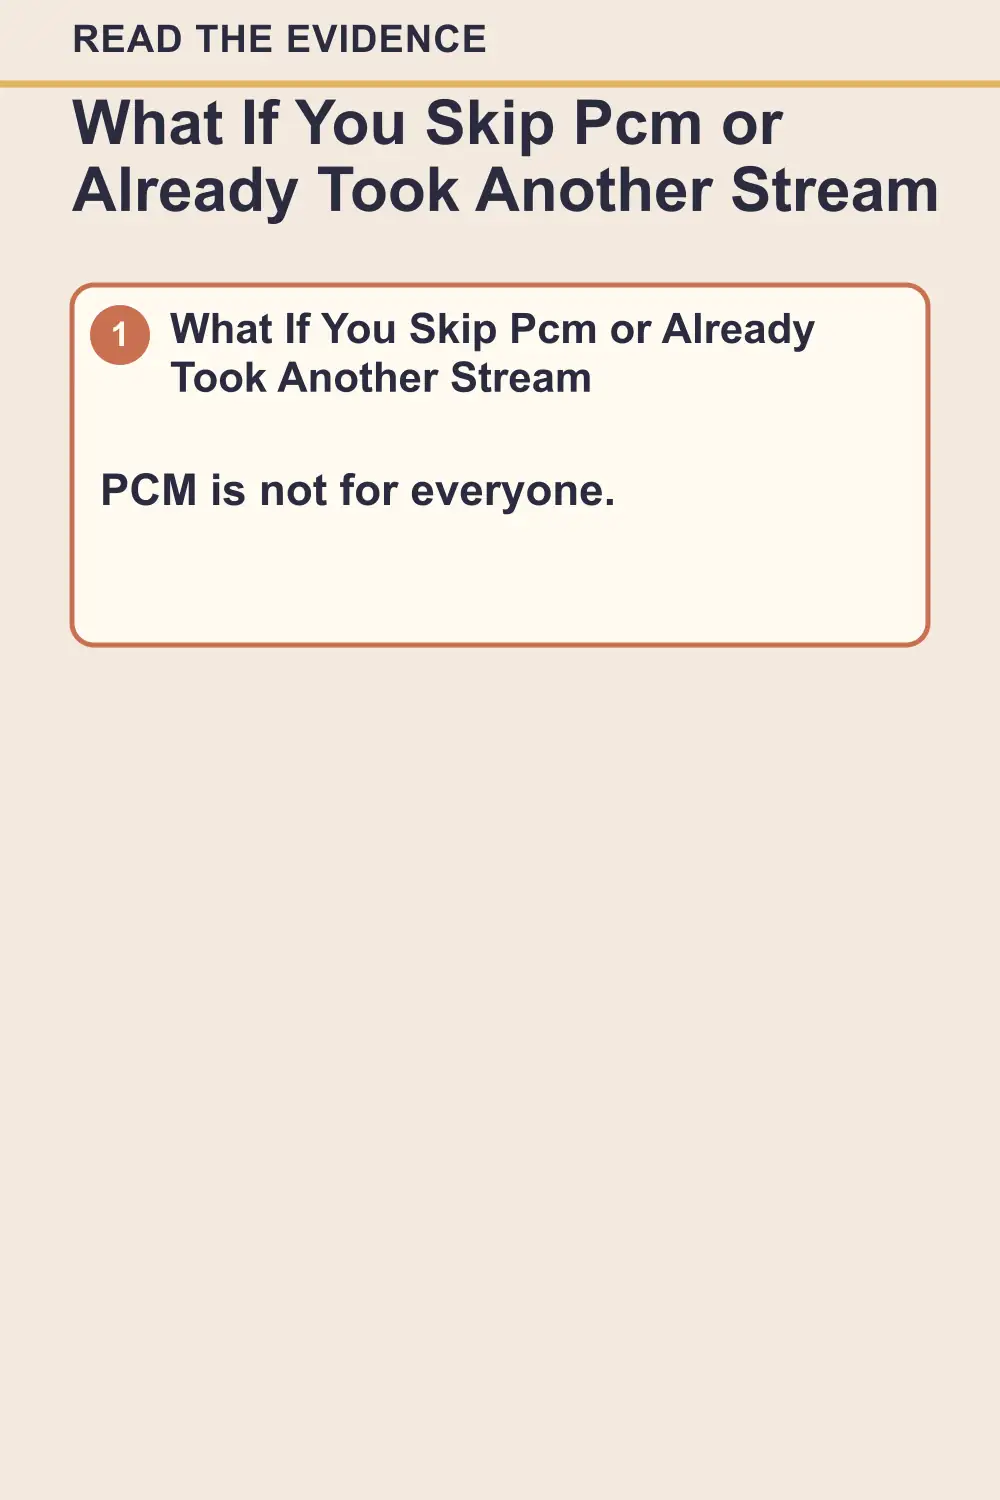 READ THE EVIDENCE
What If You Skip Pcm or
Already Took Another Stream
1
What If You Skip Pcm or Already
Took Another Stream
PCM is not for everyone.